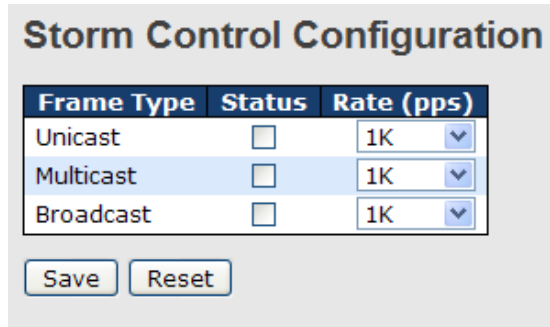 Storm Control Configuration
Frame Type Status Rate (pps)
Unicast 1K
Multicast 1K
Broadcast 1K
Save Reset